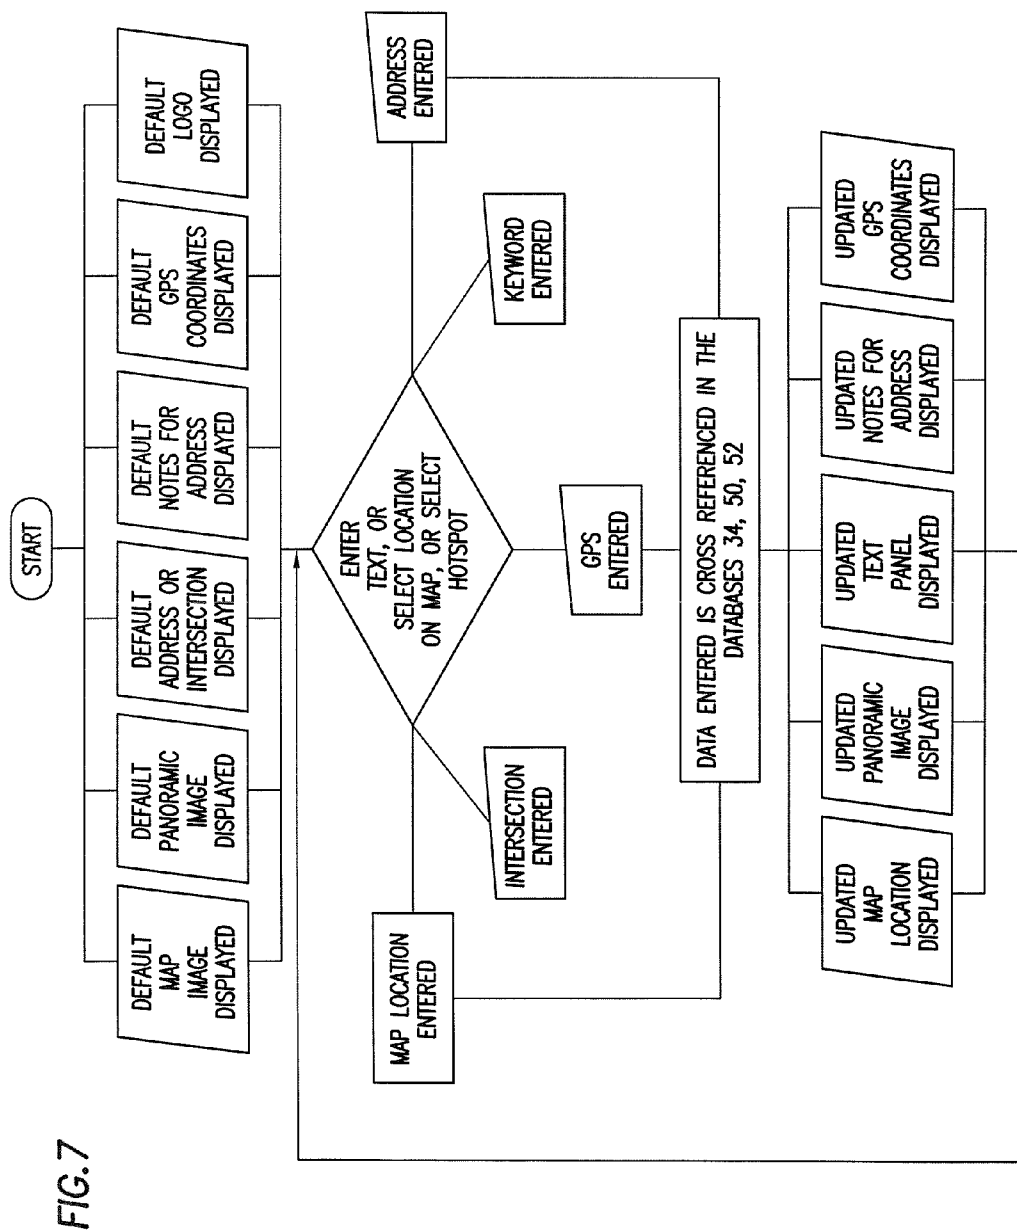 FIG.7
START
DEFAULT
MAP
IMAGE
DISPLAYED
DEFAULT
PANORAMIC
IMAGE
DISPLAYED
DEFAULT
ADDRESS OR
INTERSECTION
DISPLAYED
DEFAULT
NOTES FOR
ADDRESS
DISPLAYED
DEFAULT
GPS
COORDINATES
DISPLAYED
DEFAULT
LOGO
DISPLAYED
ENTER
TEXT, OR
SELECT LOCATION
ON MAP, OR SELECT
HOTSPOT
MAP LOCATION
ENTERED
INTERSECTION
ENTERED
GPS
ENTERED
KEYWORD
ENTERED
ADDRESS
ENTERED
DATA ENTERED IS CROSS REFERENCED IN THE
DATABASES 34, 50, 52
UPDATED
MAP
LOCATION
DISPLAYED
UPDATED
PANORAMIC
IMAGE
DISPLAYED
UPDATED
TEXT
PANEL
DISPLAYED
UPDATED
NOTES FOR
ADDRESS
DISPLAYED
UPDATED
GPS
COORDINATES
DISPLAYED